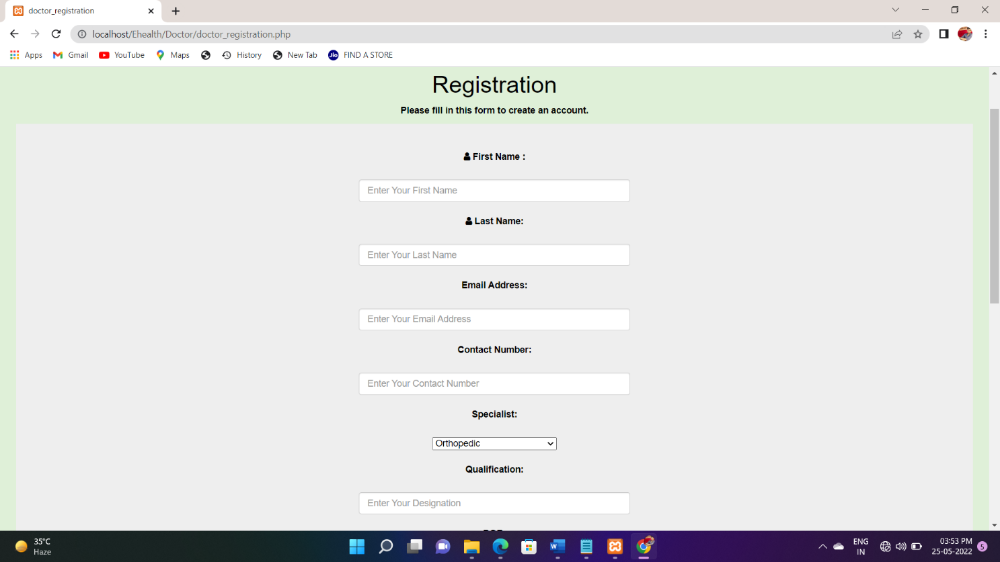 doctor_registration
localhost/Ehealth/Doctor/doctor_registration.php
Apps Gmail YouTube Maps History New Tab Jio FIND A STORE
Registration
Please fill in this form to create an account.
First Name :
Enter Your First Name
Last Name:
Enter Your Last Name
Email Address:
Enter Your Email Address
Contact Number:
Enter Your Contact Number
Specialist:
Orthopedic
Qualification:
Enter Your Designation
35°C
Haze
W
ENG
IN
03:53 PM
25-05-2022
5